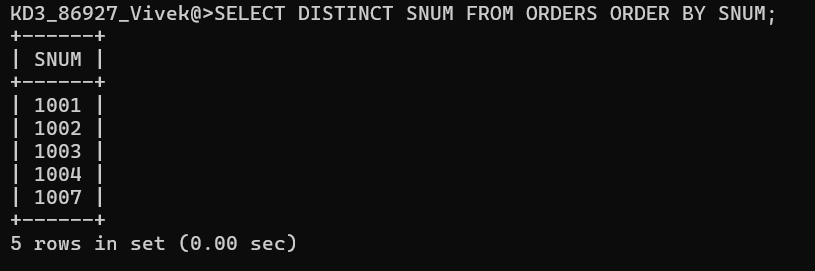 KD3_86927_Vivek@>SELECT DISTINCT SNUM FROM ORDERS ORDER BY SNUM;
+------+
| SNUM |
+------+
| 1001 |
| 1002 |
| 1003 |
| 1004 |
| 1007 |
+------+
5 rows in set (0.00 sec)